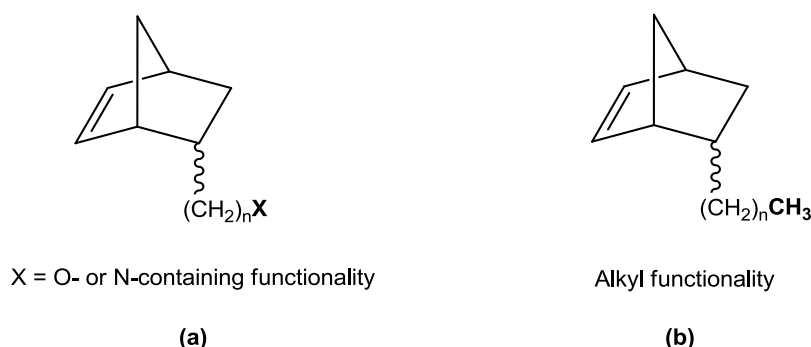 (CH₂)ₙX
(CH₂)ₙCH₃
X = O- or N-containing functionality
Alkyl functionality
(a)
(b)